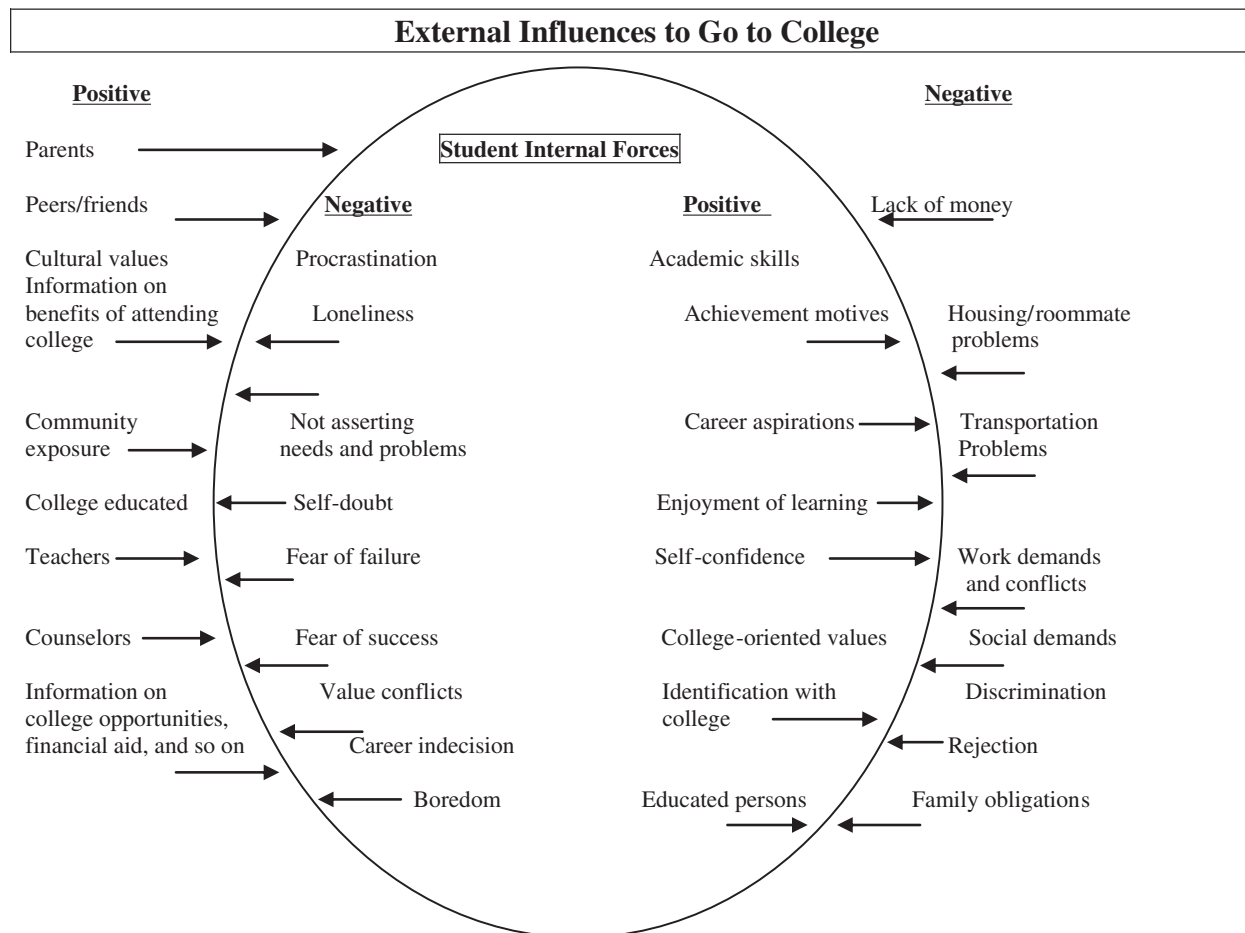 External Influences to Go to College
Positive
Negative
Student Internal Forces
Parents
Peers/friends
Negative
Positive
Lack of money
Cultural values
Procrastination
Academic skills
Information on
benefits of attending
Loneliness
Achievement motives
Housing/roommate
college
problems
Community
Not asserting
Career aspirations
Transportation
exposure
needs and problems
Problems
College educated
Self-doubt
Enjoyment of learning
Teachers
Fear of failure
Self-confidence
Work demands
and conflicts
Counselors
Fear of success
College-oriented values
Social demands
Information on
Value conflicts
Identification with
Discrimination
college opportunities,
college
financial aid, and so on
Career indecision
Rejection
Boredom
Educated persons
Family obligations